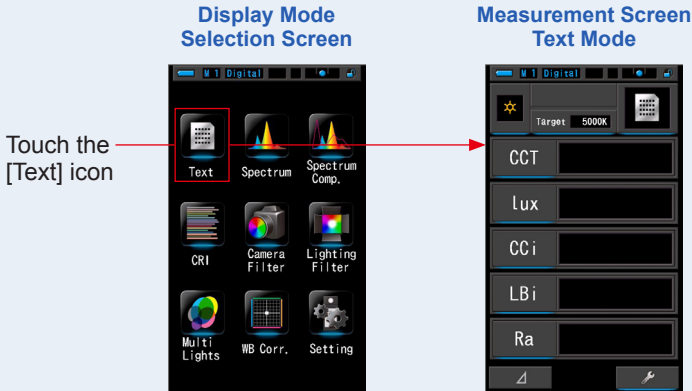 Display Mode
Selection Screen
Measurement Screen
Text Mode
M 1 Digital
Touch the
[Text] icon
Text
Spectrum
Spectrum
Comp.
CRI
Camera
Filter
Lighting
Filter
Multi
Lights
WB Corr.
Setting
M 1 Digital
Target 5000K
CCT
lux
CCi
LBi
Ra